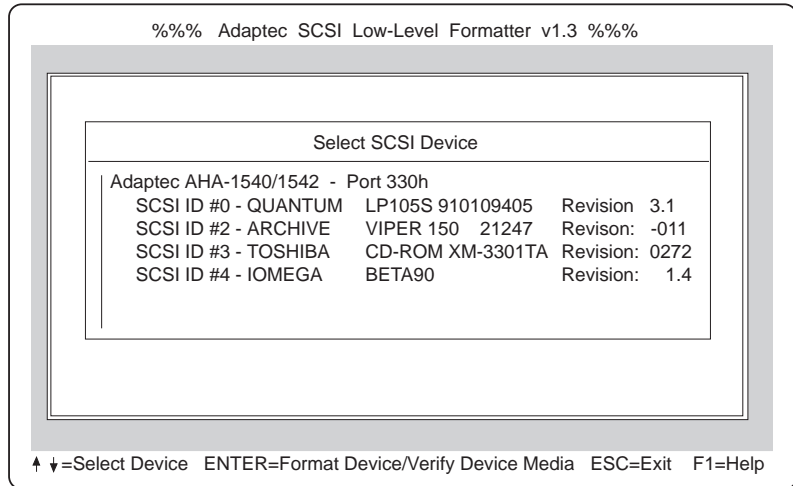 %%% Adaptec SCSI Low-Level Formatter v1.3 %%%
Select SCSI Device
Adaptec AHA-1540/1542 - Port 330h
SCSI ID #0 - QUANTUM LP105S 910109405 Revision 3.1
SCSI ID #2 - ARCHIVE VIPER 150 21247 Revison: -011
SCSI ID #3 - TOSHIBA CD-ROM XM-3301TA Revision: 0272
SCSI ID #4 - IOMEGA BETA90 Revision: 1.4
↑ ↓=Select Device ENTER=Format Device/Verify Device Media ESC=Exit F1=Help